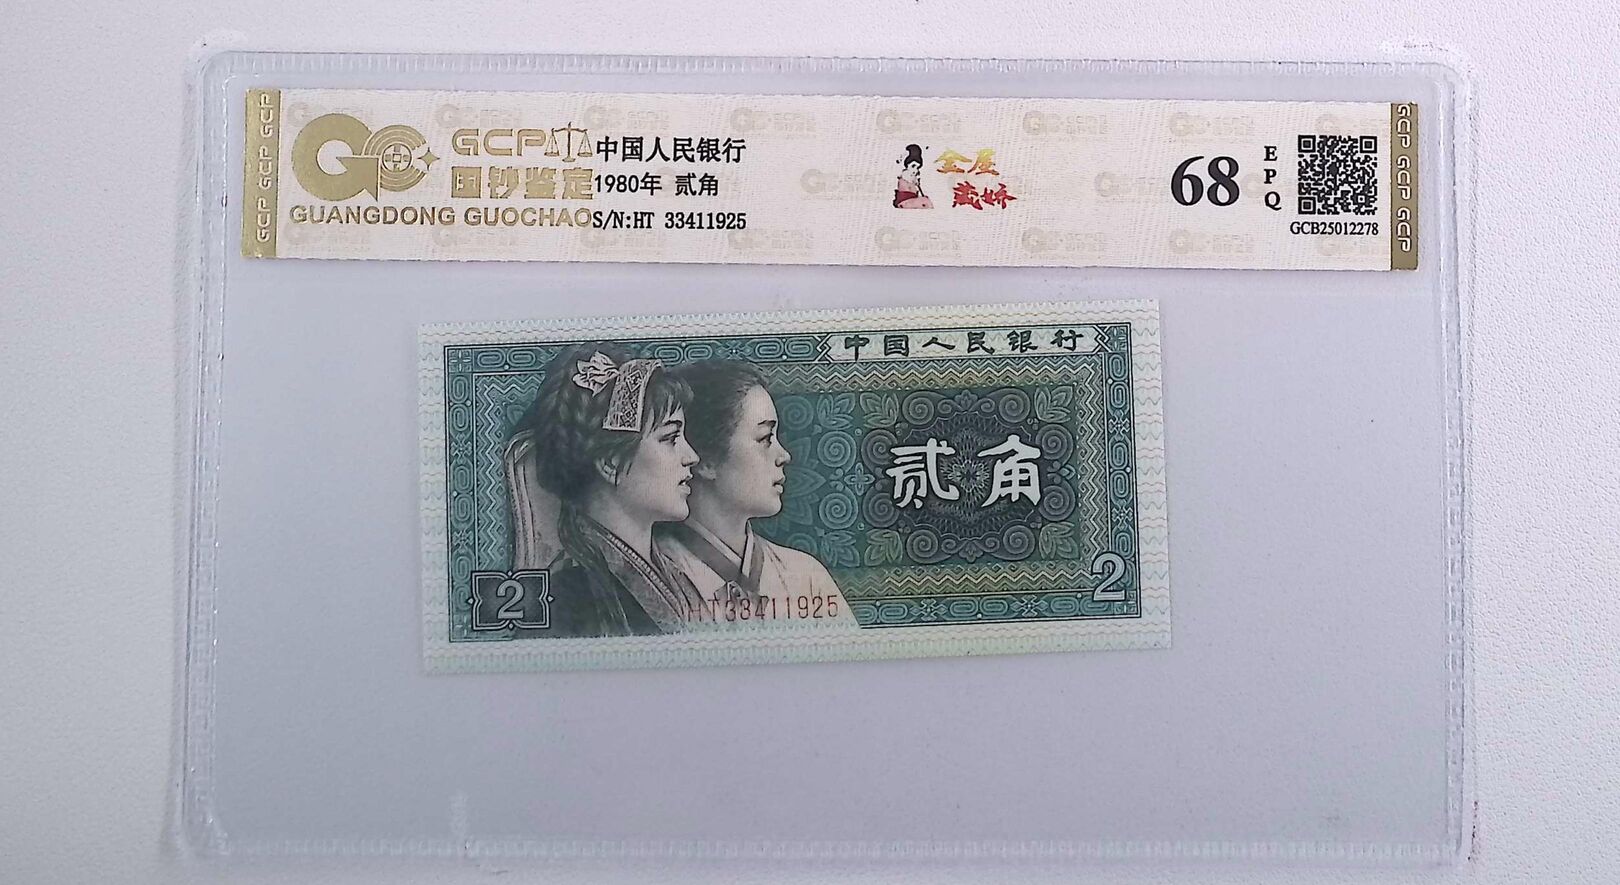 GCP GCP GCP
GCP
国钞鉴定
GUANGDONG GUOCHAO
中国人民银行
1980年 贰角
S/N:HT 33411925
金屋
藏娇
68
EPQ
GCB25012278
GCP GCP GCP
中国人民银行
贰角
2
2
HT33411925